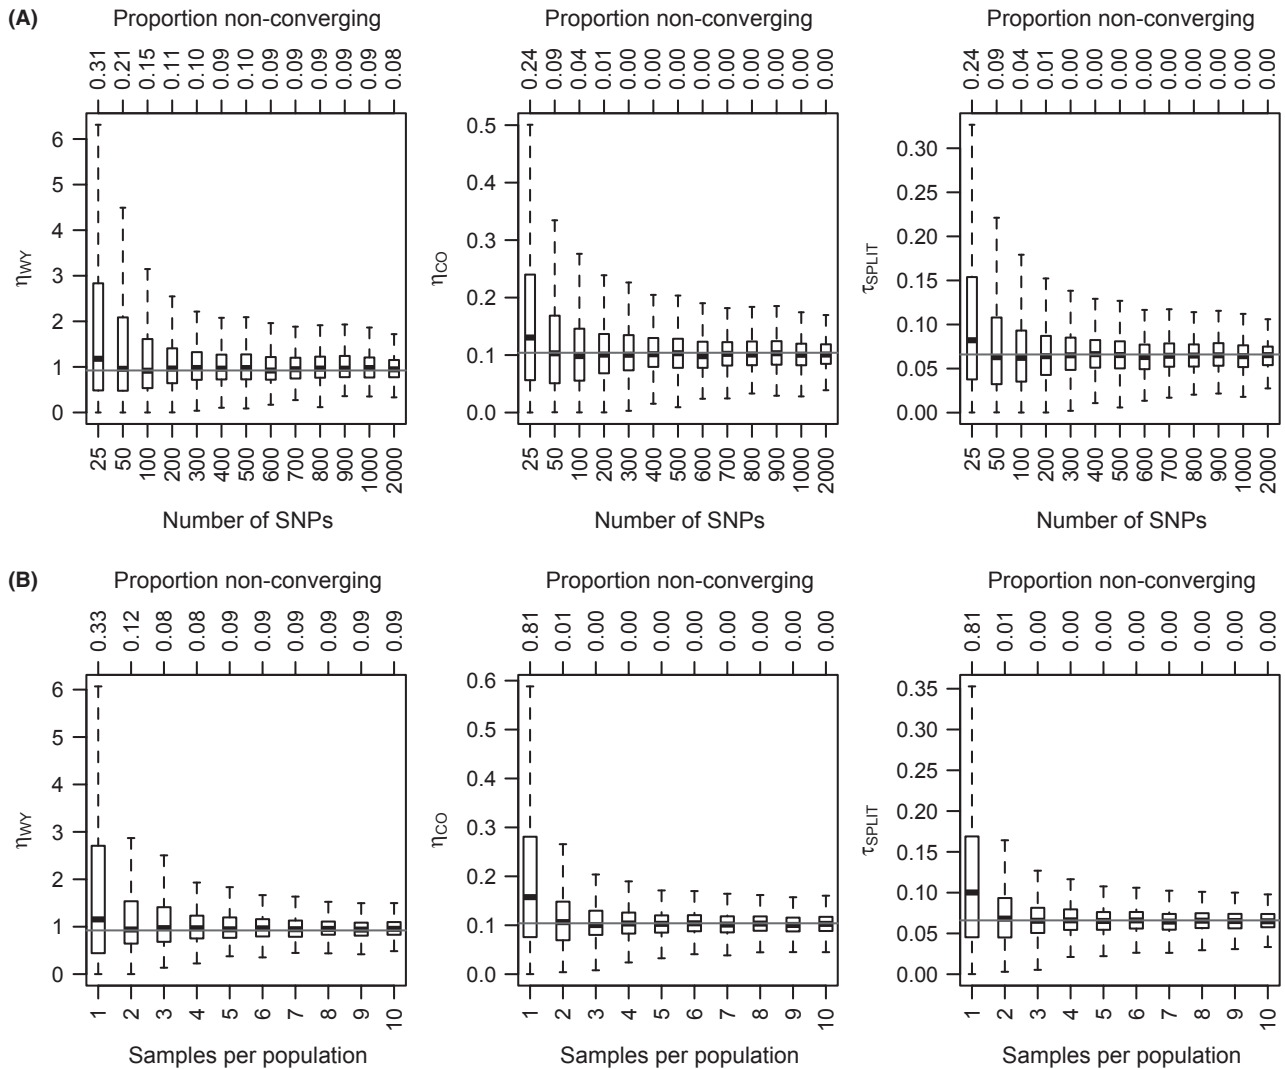 (A)
Proportion non-converging
0.31 0.21 0.15 0.11 0.10 0.09 0.10 0.09 0.09 0.09 0.09 0.09 0.08
6
5
4
3
2
1
0
ηWY
25 50 100 200 300 400 500 600 700 800 900 1000 2000
Number of SNPs
Proportion non-converging
0.24 0.09 0.04 0.01 0.00 0.00 0.00 0.00 0.00 0.00 0.00 0.00 0.00
0.5
0.4
0.3
0.2
0.1
0.0
ηCO
25 50 100 200 300 400 500 600 700 800 900 1000 2000
Number of SNPs
Proportion non-converging
0.24 0.09 0.04 0.01 0.00 0.00 0.00 0.00 0.00 0.00 0.00 0.00 0.00
0.30
0.25
0.20
0.15
0.10
0.05
0.00
τSPLIT
25 50 100 200 300 400 500 600 700 800 900 1000 2000
Number of SNPs
(B)
Proportion non-converging
0.33 0.12 0.08 0.08 0.09 0.09 0.09 0.09 0.09 0.09
6
5
4
3
2
1
0
ηWY
1 2 3 4 5 6 7 8 9 10
Samples per population
Proportion non-converging
0.81 0.01 0.00 0.00 0.00 0.00 0.00 0.00 0.00 0.00
0.6
0.5
0.4
0.3
0.2
0.1
0.0
ηCO
1 2 3 4 5 6 7 8 9 10
Samples per population
Proportion non-converging
0.81 0.01 0.00 0.00 0.00 0.00 0.00 0.00 0.00 0.00
0.35
0.30
0.25
0.20
0.15
0.10
0.05
0.00
τSPLIT
1 2 3 4 5 6 7 8 9 10
Samples per population